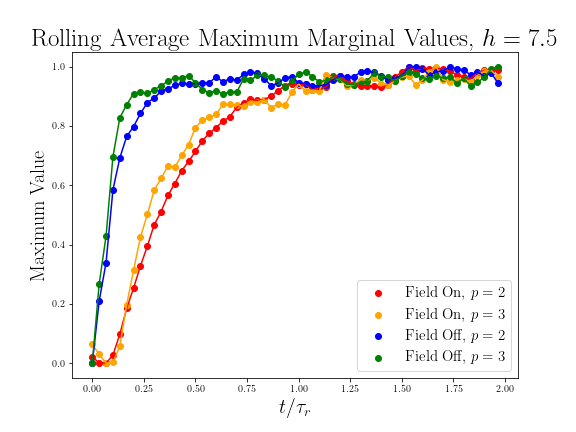 Rolling Average Maximum Marginal Values, h = 7.5
Maximum Value
1.0
0.8
0.6
0.4
0.2
0.0
Field On, p = 2
Field On, p = 3
Field Off, p = 2
Field Off, p = 3
0.00 0.25 0.50 0.75 1.00 1.25 1.50 1.75 2.00
t/τr